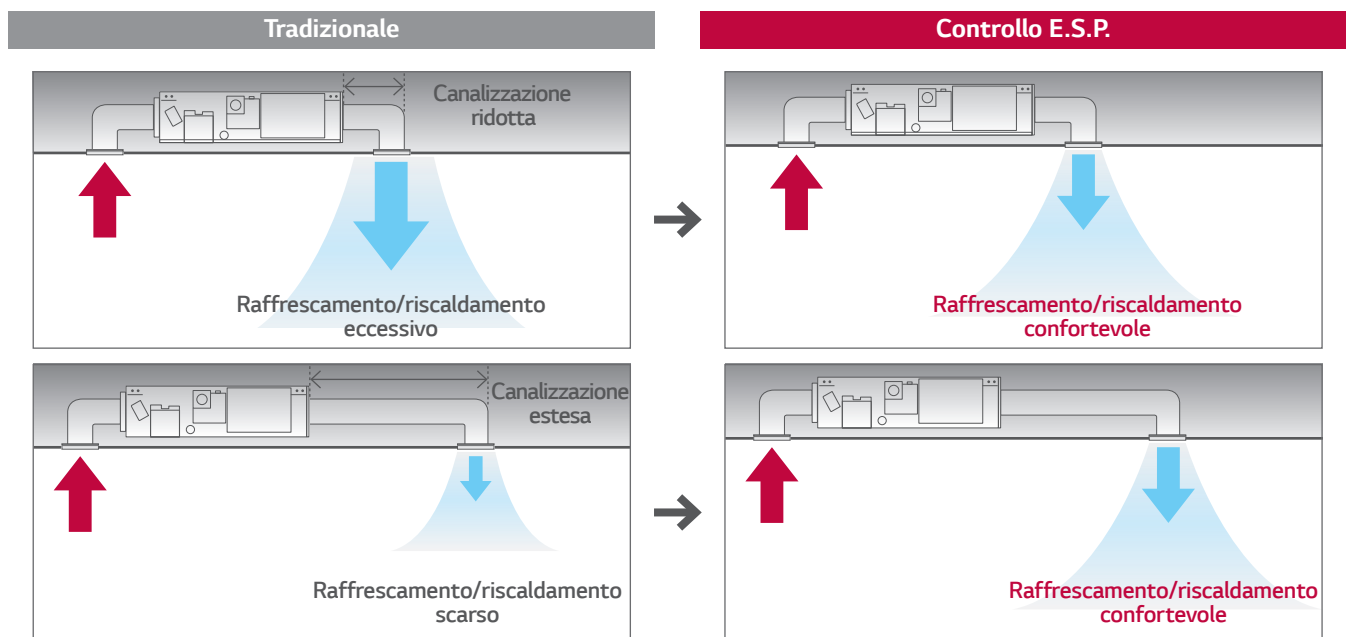 Tradizionale
Controllo E.S.P.
Canalizzazione
ridotta
Raffrescamento/riscaldamento
eccessivo
Raffrescamento/riscaldamento
confortevole
Canalizzazione
estesa
Raffrescamento/riscaldamento
scarso
Raffrescamento/riscaldamento
confortevole